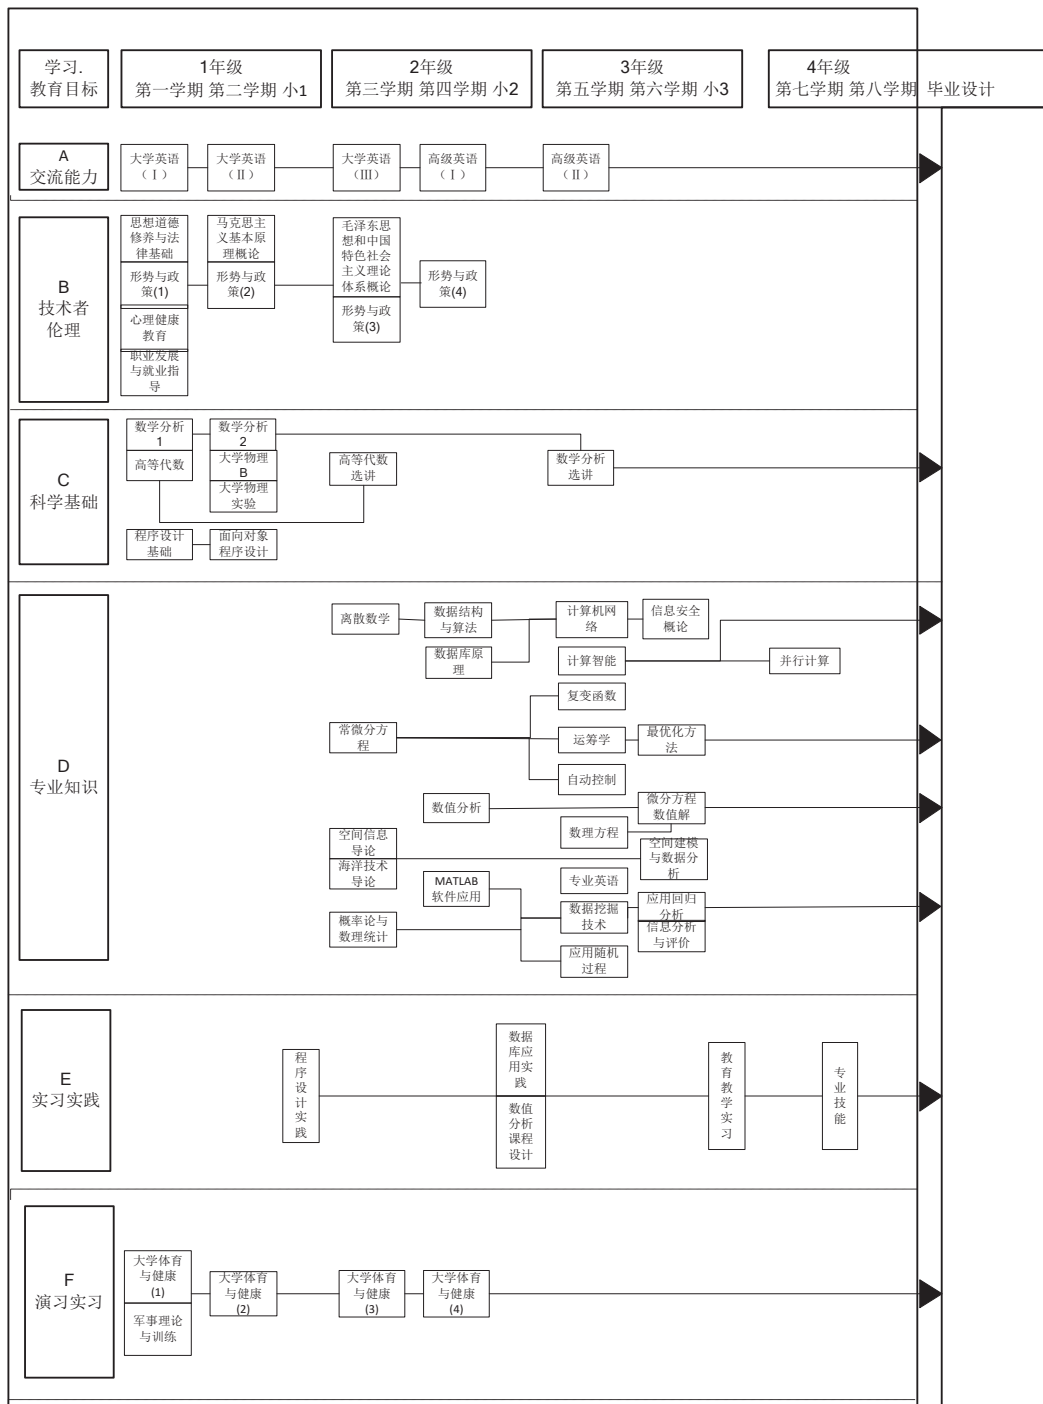 学习.
教育目标
1年级
第一学期 第二学期 小1
2年级
第三学期 第四学期 小2
3年级
第五学期 第六学期 小3
4年级
第七学期 第八学期 毕业设计
A
交流能力
大学英语
（Ⅰ）
大学英语
（Ⅱ）
大学英语
（Ⅲ）
高级英语
（Ⅰ）
高级英语
（Ⅱ）
B
技术者
伦理
思想道德
修养与法
律基础
形势与政
策(1)
心理健康
教育
职业发展
与就业指
导
马克思主
义基本原
理概论
形势与政
策(2)
毛泽东思
想和中国
特色社会
主义理论
体系概论
形势与政
策(3)
形势与政
策(4)
C
科学基础
数学分析
1
高等代数
数学分析
2
大学物理
B
大学物理
实验
高等代数
选讲
数学分析
选讲
程序设计
基础
面向对象
程序设计
D
专业知识
离散数学
数据结构
与算法
计算机网
络
信息安全
概论
数据库原
理
计算智能
并行计算
复变函数
常微分方
程
运筹学
最优化方
法
自动控制
数值分析
微分方程
数值解
数理方程
空间信息
导论
海洋技术
导论
空间建模
与数据分
析
MATLAB
软件应用
专业英语
概率论与
数理统计
数据挖掘
技术
应用回归
分析
信息分析
与评价
应用随机
过程
E
实习实践
程
序
设
计
实
践
数据
库应
用实
践
数值
分析
课程
设计
教
育
教
学
实
习
专
业
技
能
F
演习实习
大学体育
与健康
(1)
军事理论
与训练
大学体育
与健康
(2)
大学体育
与健康
(3)
大学体育
与健康
(4)